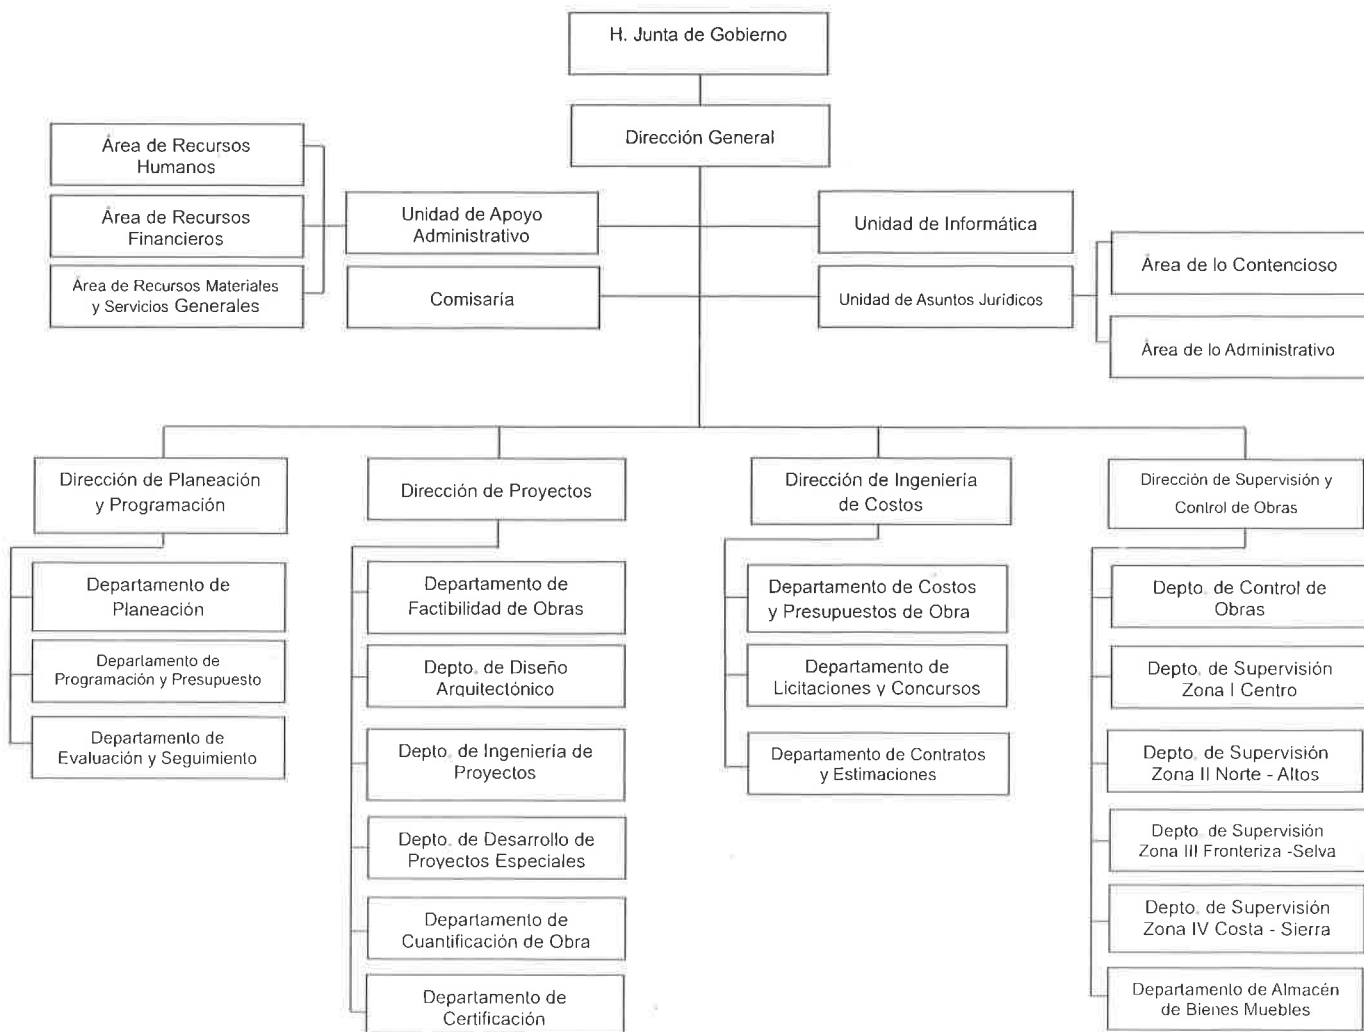 H. Junta de Gobierno
Dirección General
Área de Recursos
Humanos
Área de Recursos
Financieros
Área de Recursos Materiales
y Servicios Generales
Unidad de Apoyo
Administrativo
Comisaría
Unidad de Informática
Unidad de Asuntos Jurídicos
Área de lo Contencioso
Área de lo Administrativo
Dirección de Planeación
y Programación
Departamento de
Planeación
Departamento de
Programación y Presupuesto
Departamento de
Evaluación y Seguimiento
Dirección de Proyectos
Departamento de
Factibilidad de Obras
Depto. de Diseño
Arquitectónico
Depto. de Ingeniería de
Proyectos
Depto. de Desarrollo de
Proyectos Especiales
Departamento de
Cuantificación de Obra
Departamento de
Certificación
Dirección de Ingeniería
de Costos
Departamento de Costos
y Presupuestos de Obra
Departamento de
Licitaciones y Concursos
Departamento de Contratos
y Estimaciones
Dirección de Supervisión y
Control de Obras
Depto. de Control de
Obras
Depto. de Supervisión
Zona I Centro
Depto. de Supervisión
Zona II Norte - Altos
Depto. de Supervisión
Zona III Fronteriza -Selva
Depto. de Supervisión
Zona IV Costa - Sierra
Departamento de Almacén
de Bienes Muebles